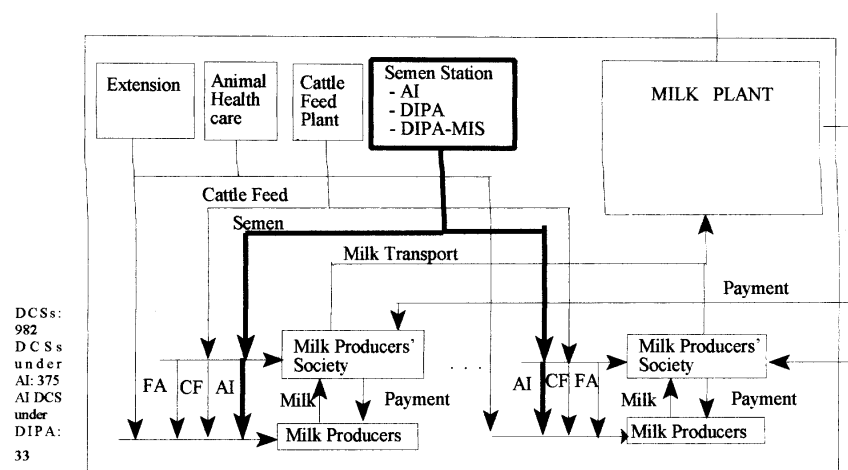 Extension
Animal
Health
care
Cattle
Feed
Plant
Semen Station
- AI
- DIPA
- DIPA-MIS
MILK PLANT
Cattle Feed
Semen
Milk Transport
Payment
DCSs:
982
DCSs
under
AI: 375
AI DCS
under
DIPA:
33
Milk Producers'
Society
. . . .
Milk Producers'
Society
FA CF AI
AI CF FA
Milk
Payment
Milk
Payment
Milk Producers
Milk Producers